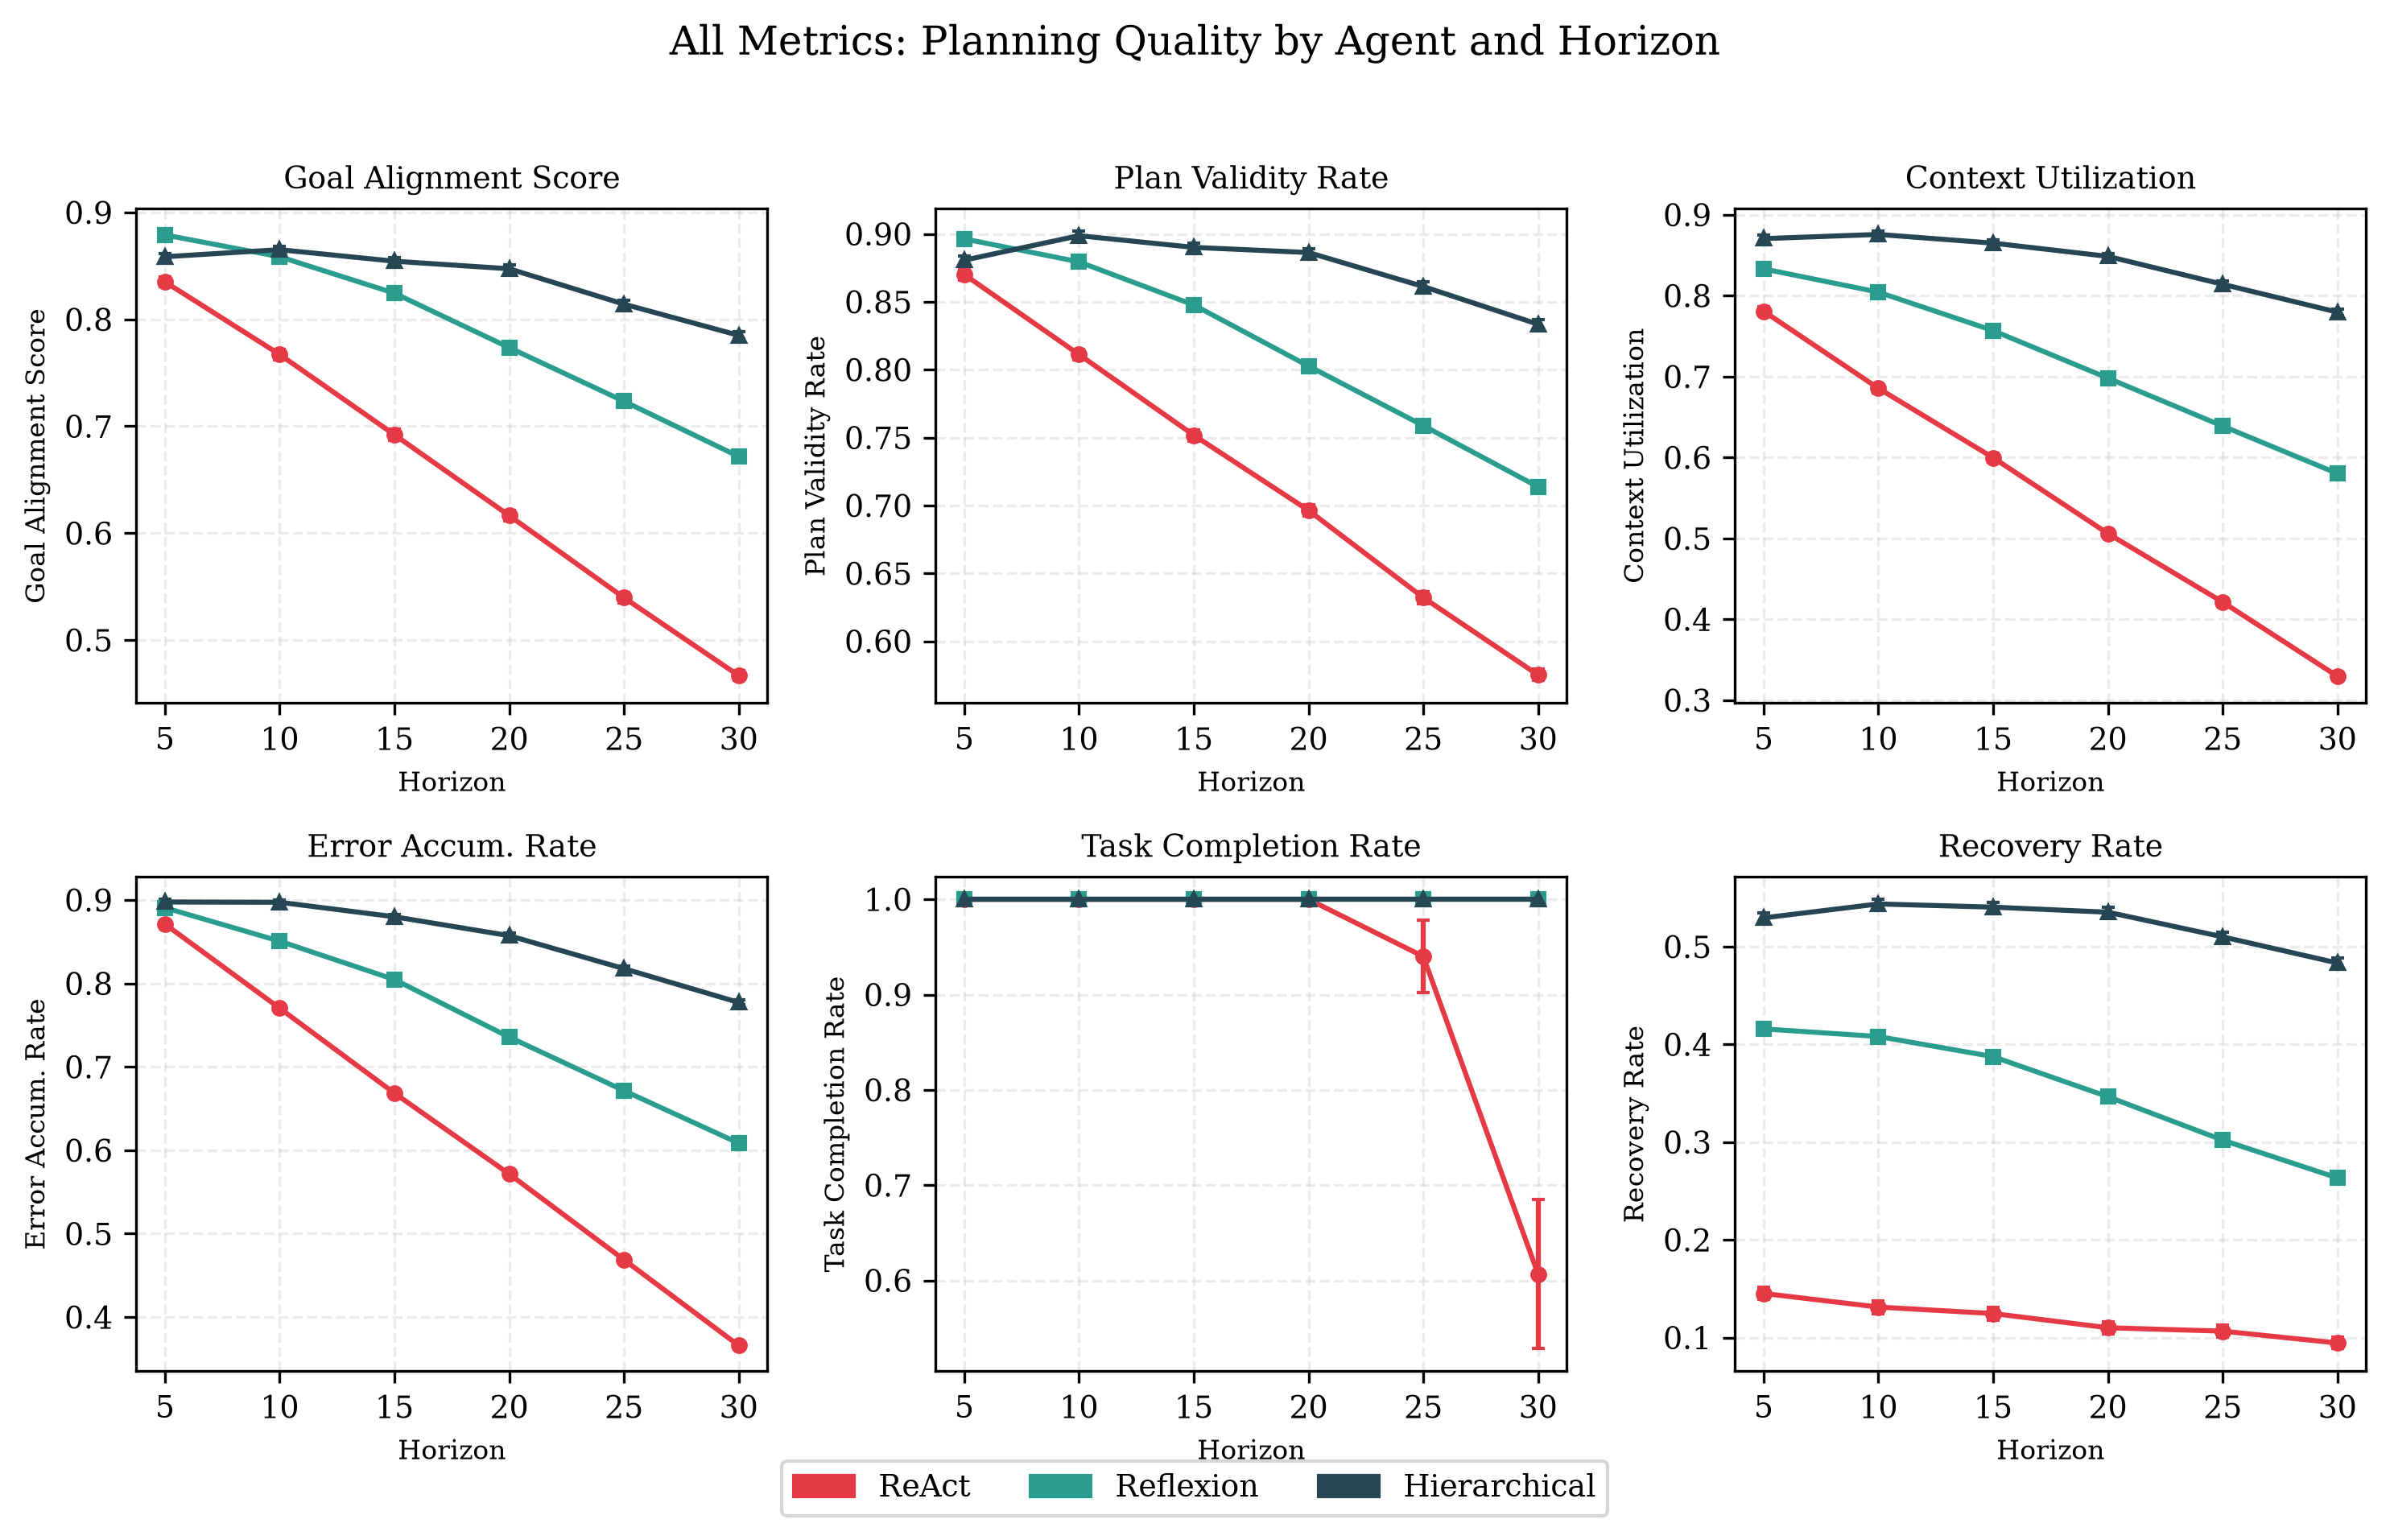 All Metrics: Planning Quality by Agent and Horizon
Goal Alignment Score
Goal Alignment Score
0.9
0.8
0.7
0.6
0.5
5 10 15 20 25 30
Horizon
Plan Validity Rate
Plan Validity Rate
0.90
0.85
0.80
0.75
0.70
0.65
0.60
5 10 15 20 25 30
Horizon
Context Utilization
Context Utilization
0.9
0.8
0.7
0.6
0.5
0.4
0.3
5 10 15 20 25 30
Horizon
Error Accum. Rate
Error Accum. Rate
0.9
0.8
0.7
0.6
0.5
0.4
5 10 15 20 25 30
Horizon
Task Completion Rate
Task Completion Rate
1.0
0.9
0.8
0.7
0.6
5 10 15 20 25 30
Horizon
Recovery Rate
Recovery Rate
0.5
0.4
0.3
0.2
0.1
5 10 15 20 25 30
Horizon
ReAct Reflexion Hierarchical